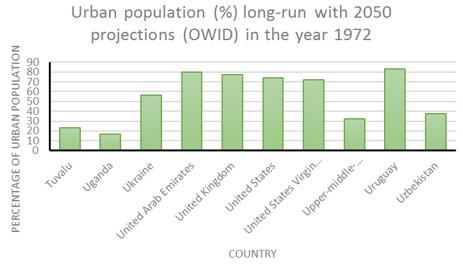 Urban population (%) long-run with 2050
projections (OWID) in the year 1972
PERCENTAGE OF URBAN POPULATION
90
80
70
60
50
40
30
20
10
0
Tuvalu
Uganda
Ukraine
United Arab Emirates
United Kingdom
United States
United States Virgin...
Upper-middle-...
Uruguay
Uzbekistan
COUNTRY